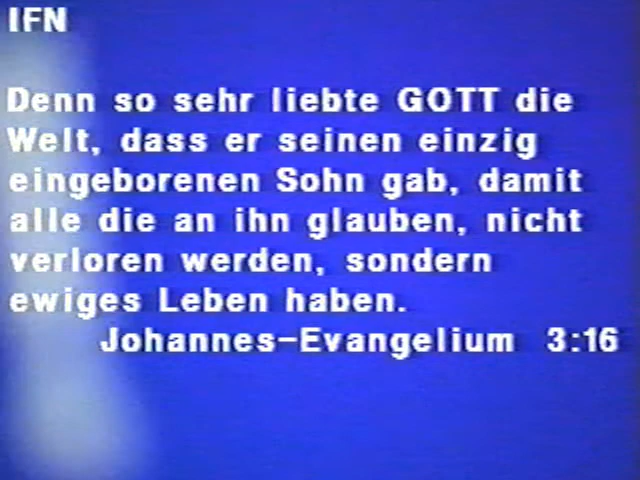 IFN
Denn so sehr liebte GOTT die
Welt, dass er seinen einzig
eingeborenen Sohn gab, damit
alle die an ihn glauben, nicht
verloren werden, sondern
ewiges Leben haben.
Johannes-Evangelium 3:16